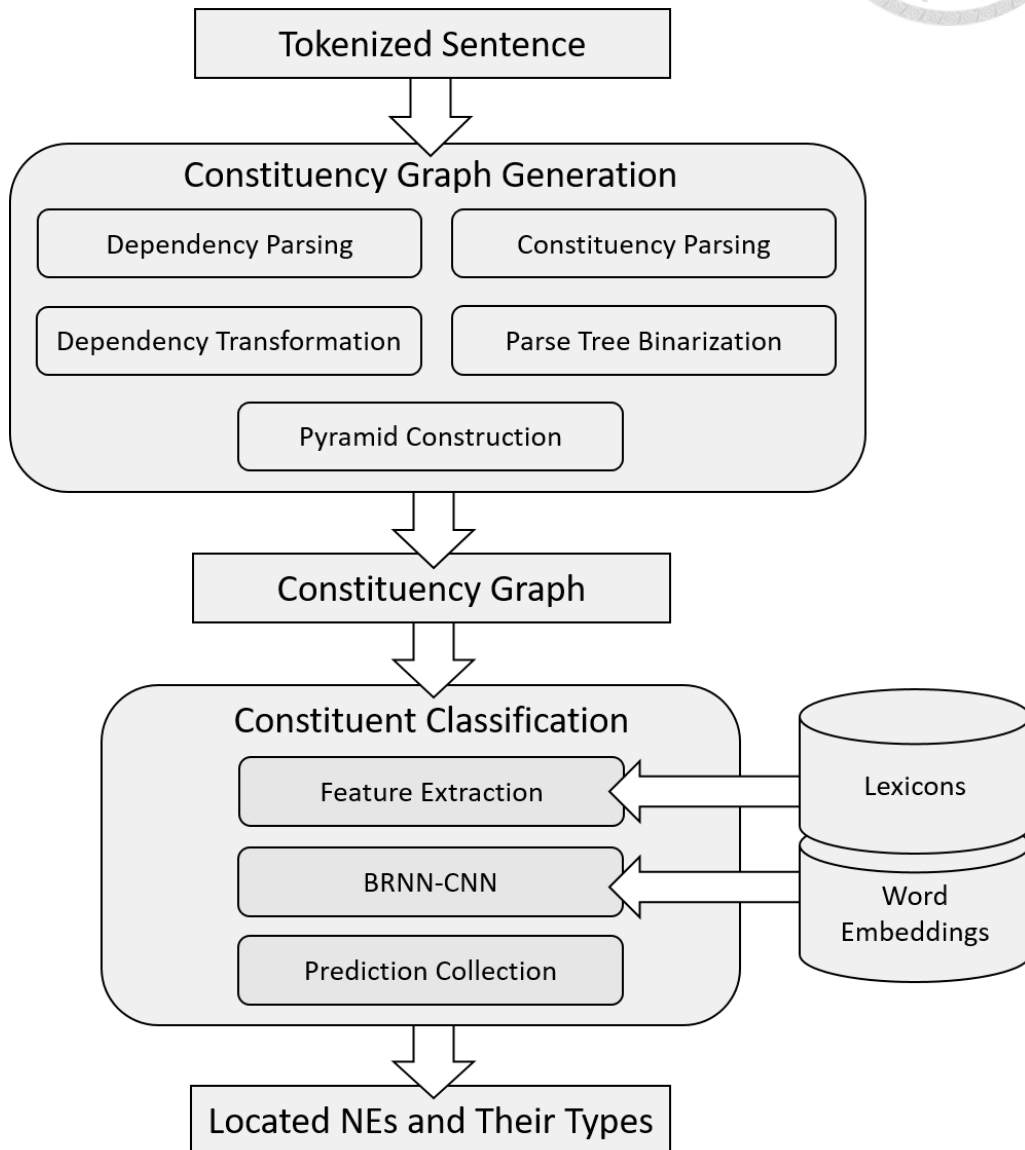 Tokenized Sentence
Constituency Graph Generation
Dependency Parsing
Constituency Parsing
Dependency Transformation
Parse Tree Binarization
Pyramid Construction
Constituency Graph
Constituent Classification
Feature Extraction
Lexicons
BRNN-CNN
Word
Embeddings
Prediction Collection
Located NEs and Their Types